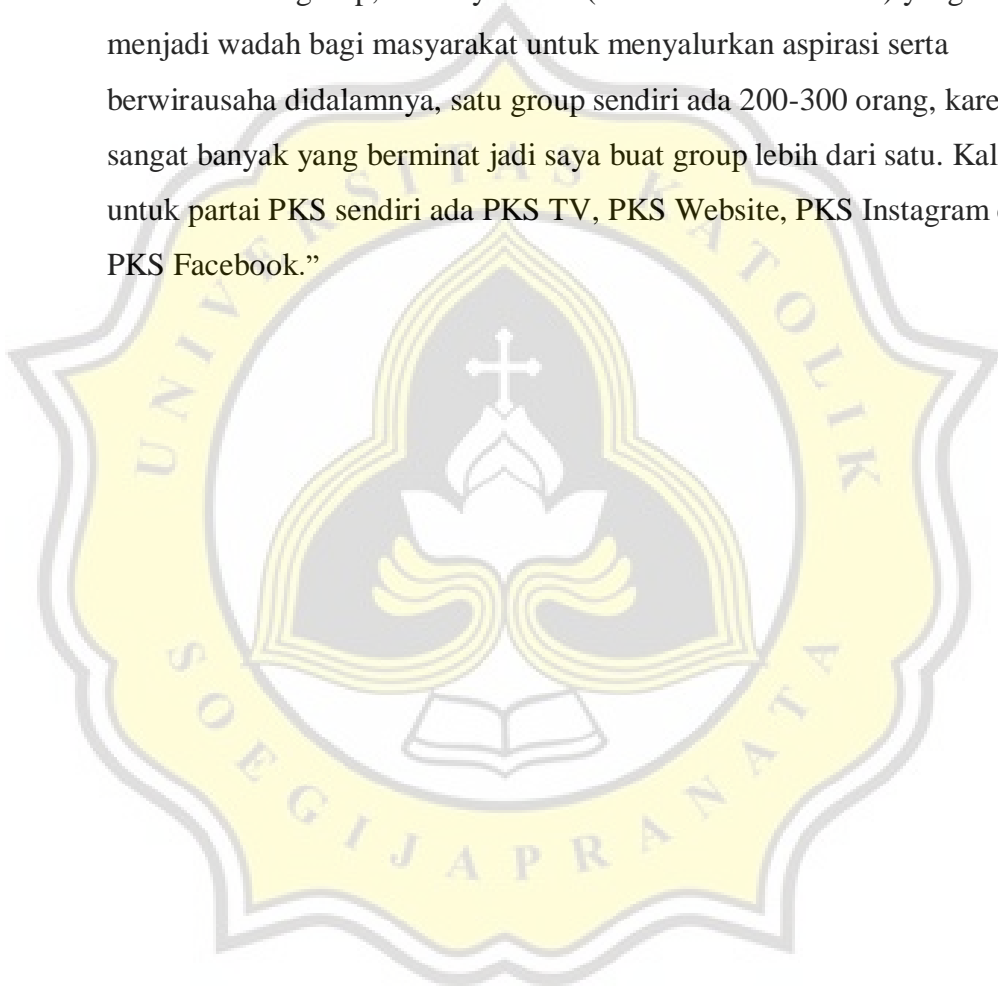 menjadi wadah bagi masyarakat untuk menyalurkan aspirasi serta
berwirausaha didalamnya, satu group sendiri ada 200-300 orang,
sangat banyak yang berminat jadi saya buat group lebih dari satu.
untuk partai PKS sendiri ada PKS TV, PKS Website, PKS Instagram
PKS Facebook.”
UNIVERSITAS KATOLIK
SOEGIJAPRANATA